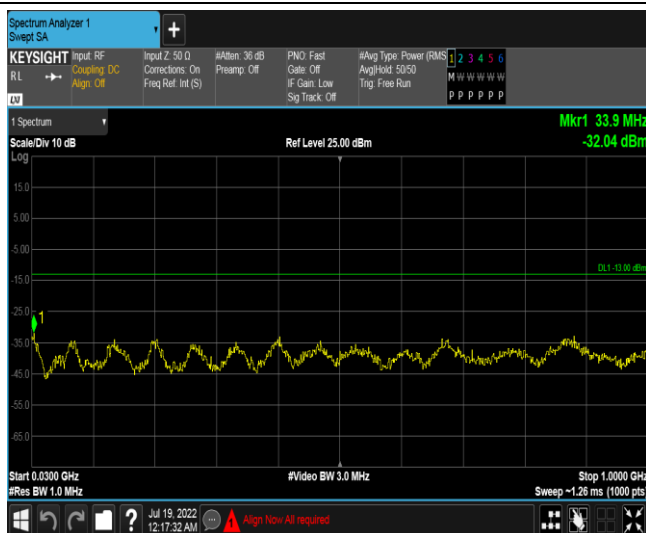 Spectrum Analyzer 1
Swept SA
+
KEYSIGHT
RL
LXI
Input: RF
Coupling: DC
Align: Off
Input Z: 50 Ω
Corrections: On
Freq Ref: Int (S)
#Atten: 36 dB
Preamp: Off
PNO: Fast
Gate: Off
IF Gain: Low
Sig Track: Off
#Avg Type: Power (RMS
Avg|Hold: 50/50
Trig: Free Run
1 2 3 4 5 6
M W W W W W
P P P P P P
1 Spectrum
Mkr1 33.9 MHz
Scale/Div 10 dB
Ref Level 25.00 dBm
-32.04 dBm
Log
15.0
5.00
-5.00
DL1 -13.00 dBm
-15.0
-25.0
1
-35.0
-45.0
-55.0
-65.0
Start 0.0300 GHz
#Video BW 3.0 MHz
Stop 1.0000 GHz
#Res BW 1.0 MHz
Sweep ~1.26 ms (1000 pts)
?
Jul 19, 2022
12:17:32 AM
Align Now All required